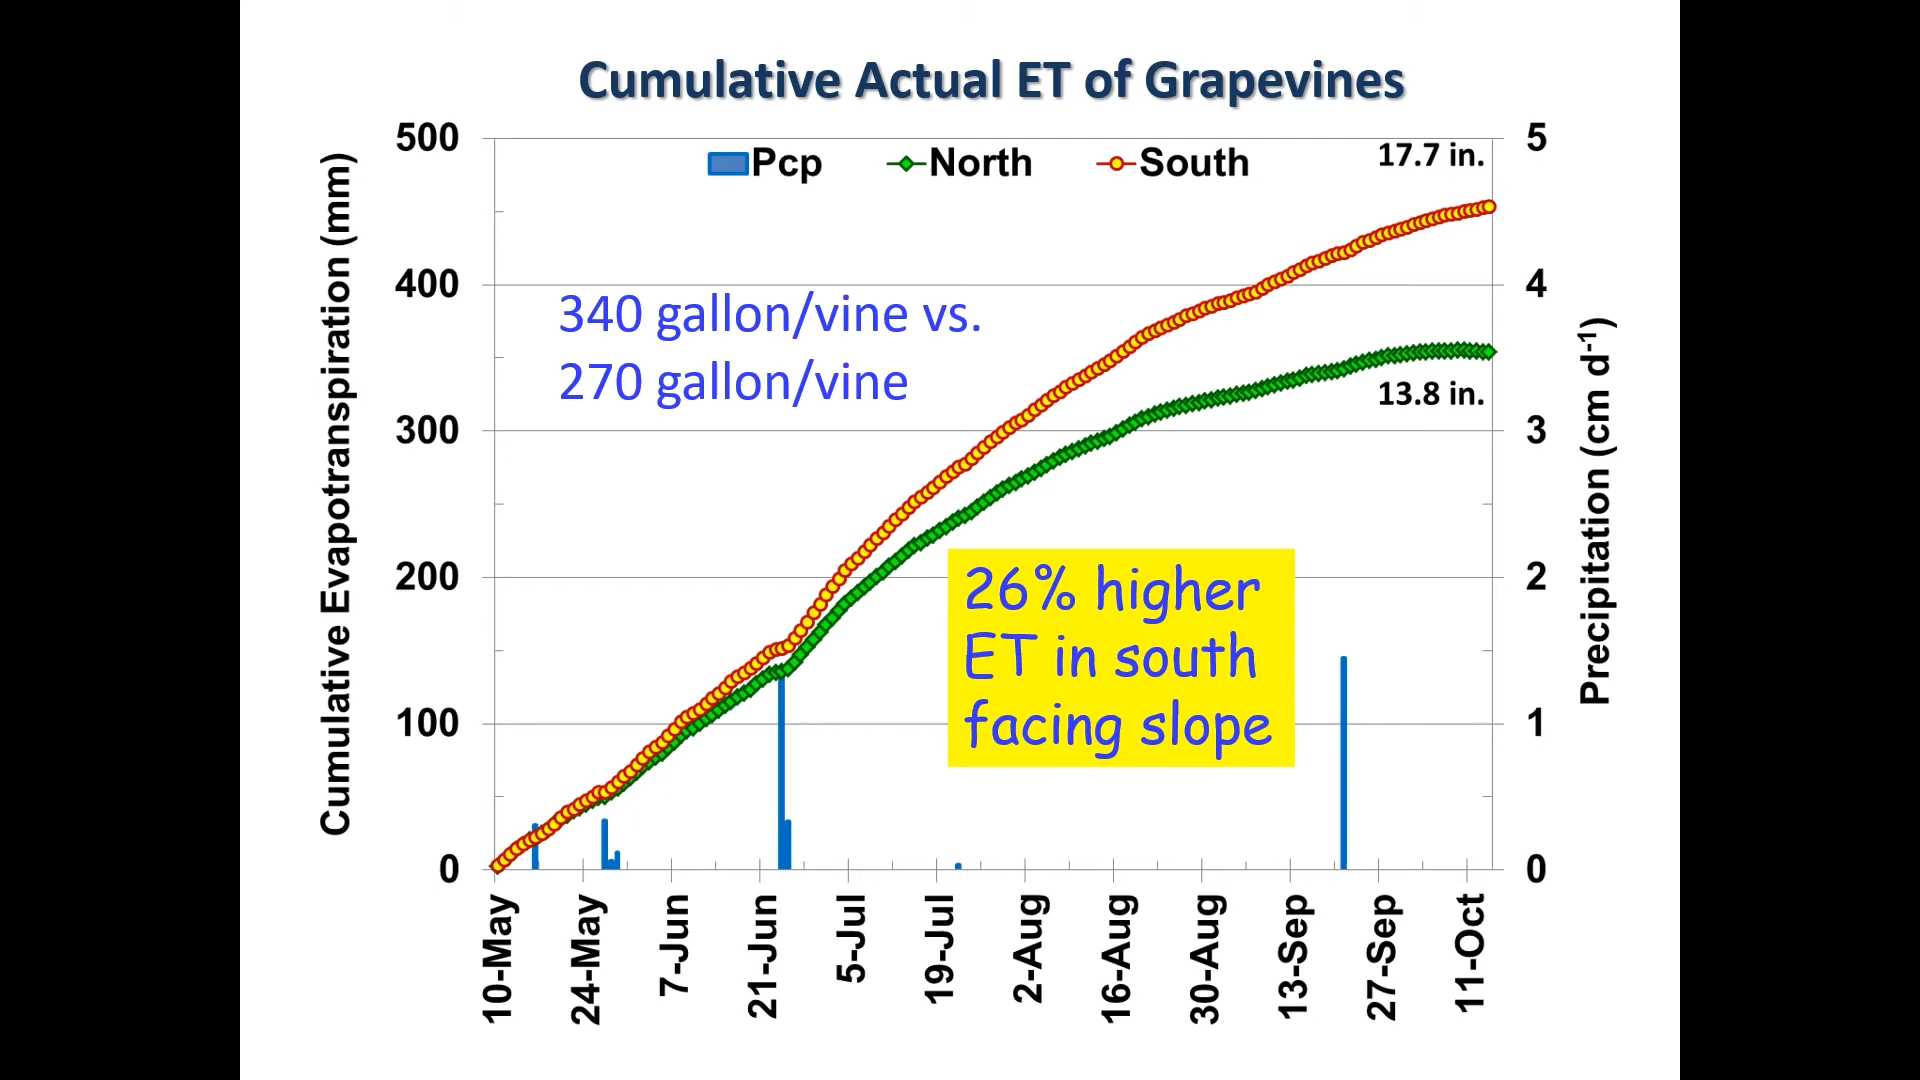 Cumulative Actual ET of Grapevines
Pcp
North
South
17.7 in.
13.8 in.
340 gallon/vine vs.
270 gallon/vine
26% higher
ET in south
facing slope
Cumulative Evapotranspiration (mm)
500
400
300
200
100
0
Precipitation (cm d-1)
5
4
3
2
1
0
10-May
24-May
7-Jun
21-Jun
5-Jul
19-Jul
2-Aug
16-Aug
30-Aug
13-Sep
27-Sep
11-Oct